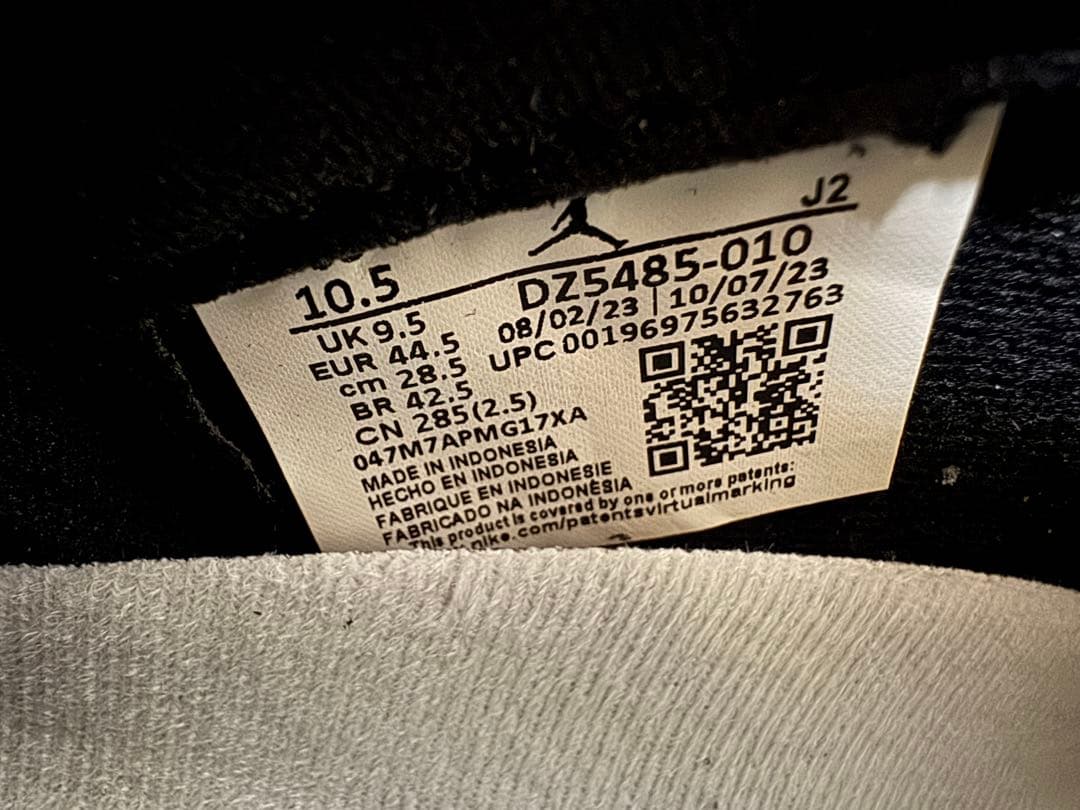 10.5
J2
UK 9.5
EUR 44.5
cm 28.5
BR 42.5
CN 285(2.5)
DZ5485-010
08/02/23 | 10/07/23
UPC 00196975632763
047M7APMG17XA
MADE IN INDONESIA
HECHO EN INDONESIA
FABRIQUE EN INDONESIE
FABRICADO NA INDONÉSIA
This product is covered by one or more patents:
nike.com/patentsvirtualmarking